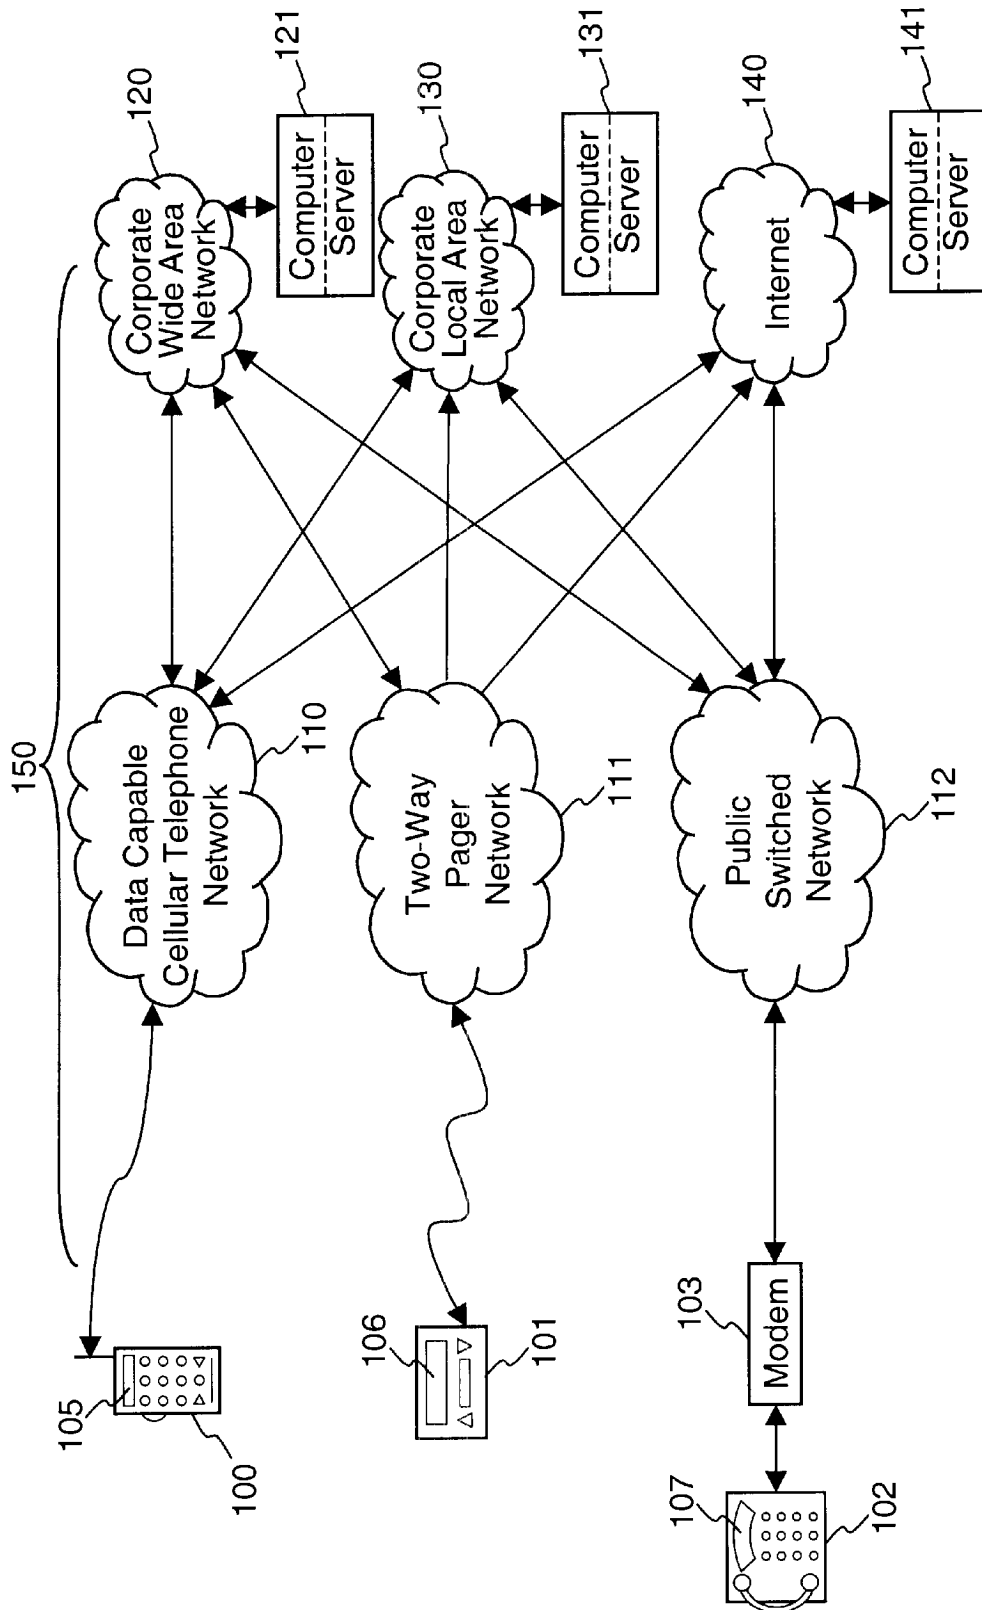 150
Data Capable
Cellular Telephone
Network
110
Corporate
Wide Area
Network
120
Computer
Server
121
105
100
Two-Way
Pager
Network
111
Corporate
Local Area
Network
130
Computer
Server
131
106
101
Public
Switched
Network
112
Internet
140
Computer
Server
141
103
Modem
107
102